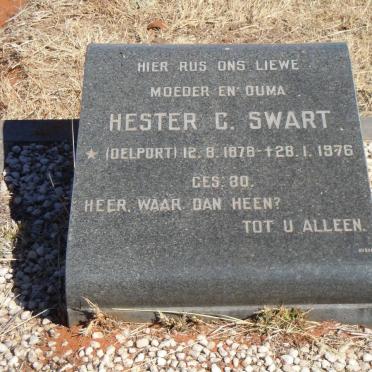 HIER RUS ONS LIEWE
MOEDER EN OUMA
HESTER C. SWART
★ (DELPORT) 12.8.1878 - †28.1.1976
GES. 80.
HEER, WAAR DAN HEEN?
TOT U ALLEEN.